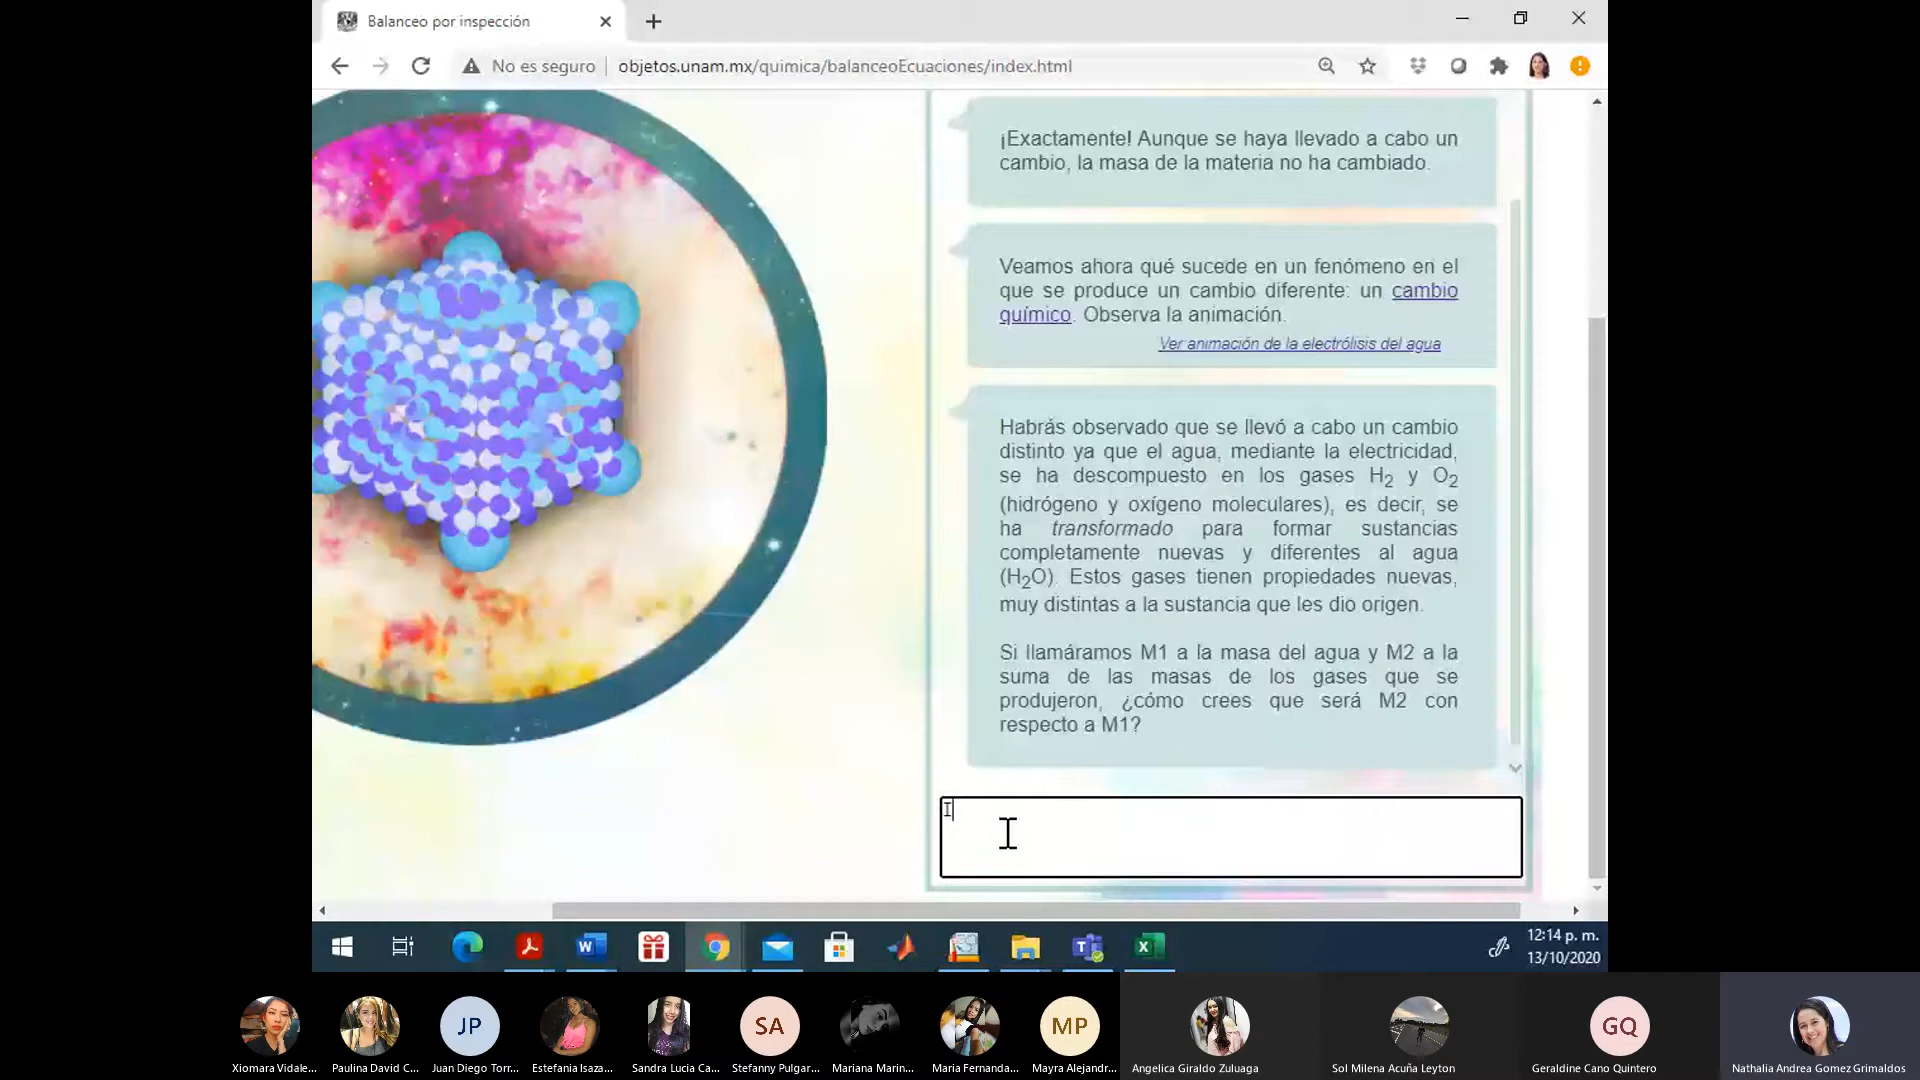 Balanceo por inspección
No es seguro
objetos.unam.mx/quimica/balanceoEcuaciones/index.html
¡Exactamente! Aunque se haya llevado a cabo un
cambio, la masa de la materia no ha cambiado.
Veamos ahora qué sucede en un fenómeno en el
que se produce un cambio diferente: un cambio
químico. Observa la animación.
Ver animación de la electrólisis del agua
Habrás observado que se llevó a cabo un cambio
distinto ya que el agua, mediante la electricidad,
se ha descompuesto en los gases H2 y O2
(hidrógeno y oxígeno moleculares), es decir, se
ha transformado para formar sustancias
completamente nuevas y diferentes al agua
(H2O). Estos gases tienen propiedades nuevas,
muy distintas a la sustancia que les dio origen.
Si llamáramos M1 a la masa del agua y M2 a la
suma de las masas de los gases que se
produjeron, ¿cómo crees que será M2 con
respecto a M1?
I
12:14 p. m.
13/10/2020
JP
SA
MP
GQ
Xiomara Vidale...
Paulina David C...
Juan Diego Torr...
Estefania Isaza...
Sandra Lucia Ca...
Stefanny Pulgar...
Mariana Marin...
Maria Fernanda...
Mayra Alejandr...
Angelica Giraldo Zuluaga
Sol Milena Acuña Leyton
Geraldine Cano Quintero
Nathalia Andrea Gomez Grimaldos